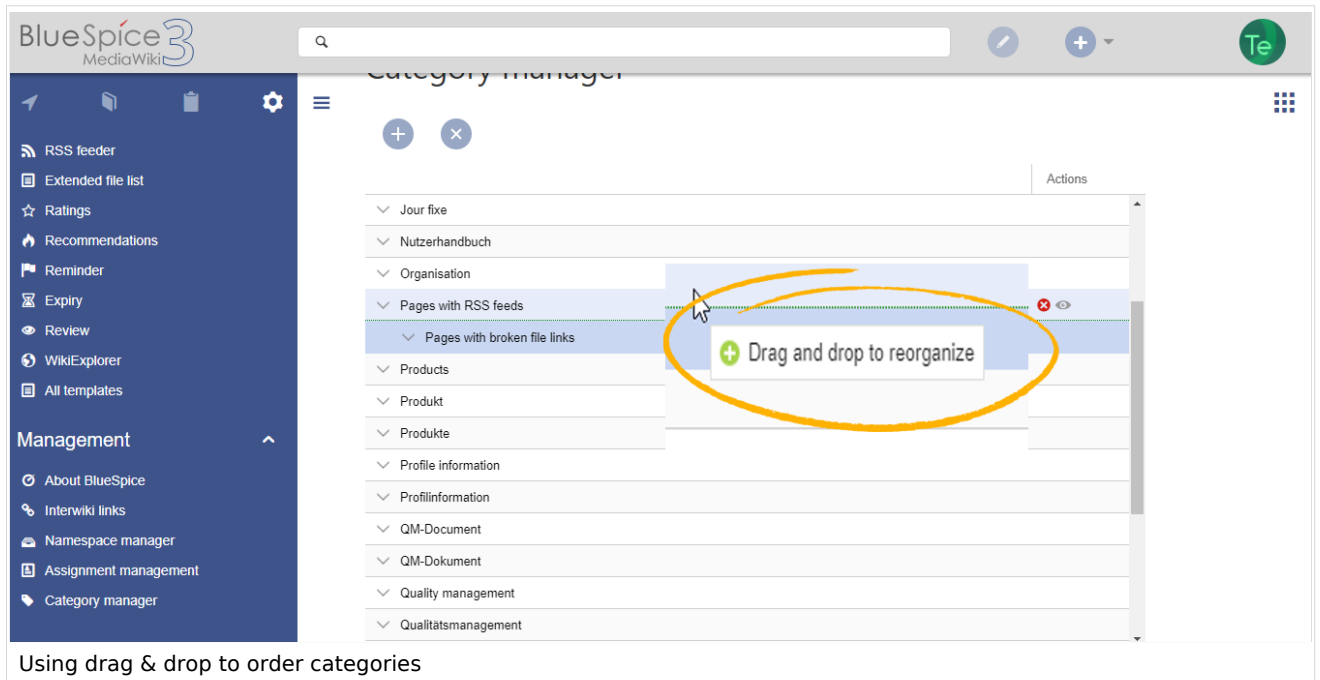 BlueSpice 3
MediaWiki
Te
Category manager
RSS feeder
Extended file list
Ratings
Recommendations
Reminder
Expiry
Review
WikiExplorer
All templates
Management
About BlueSpice
Interwiki links
Namespace manager
Assignment management
Category manager
Actions
Jour fixe
Nutzerhandbuch
Organisation
Pages with RSS feeds
Pages with broken file links
Drag and drop to reorganize
Products
Produkt
Produkte
Profile information
Profilinformation
QM-Document
QM-Dokument
Quality management
Qualitätsmanagement
Using drag & drop to order categories